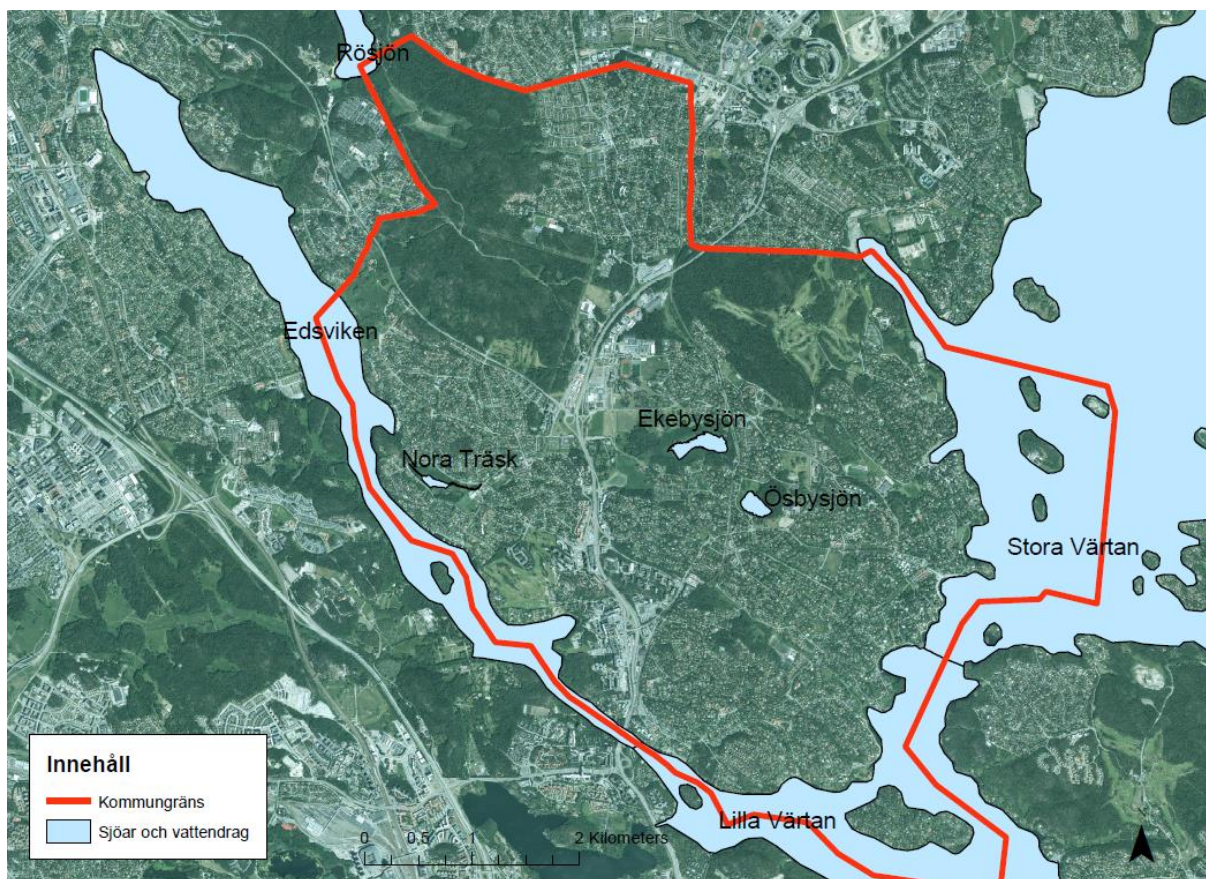 Rösjön
Edsviken
Ekebysjön
Nora Träsk
Ösbysjön
Stora Värtan
Lilla Värtan
Innehåll
Kommungräns
Sjöar och vattendrag
0 0,5 1 2 Kilometers